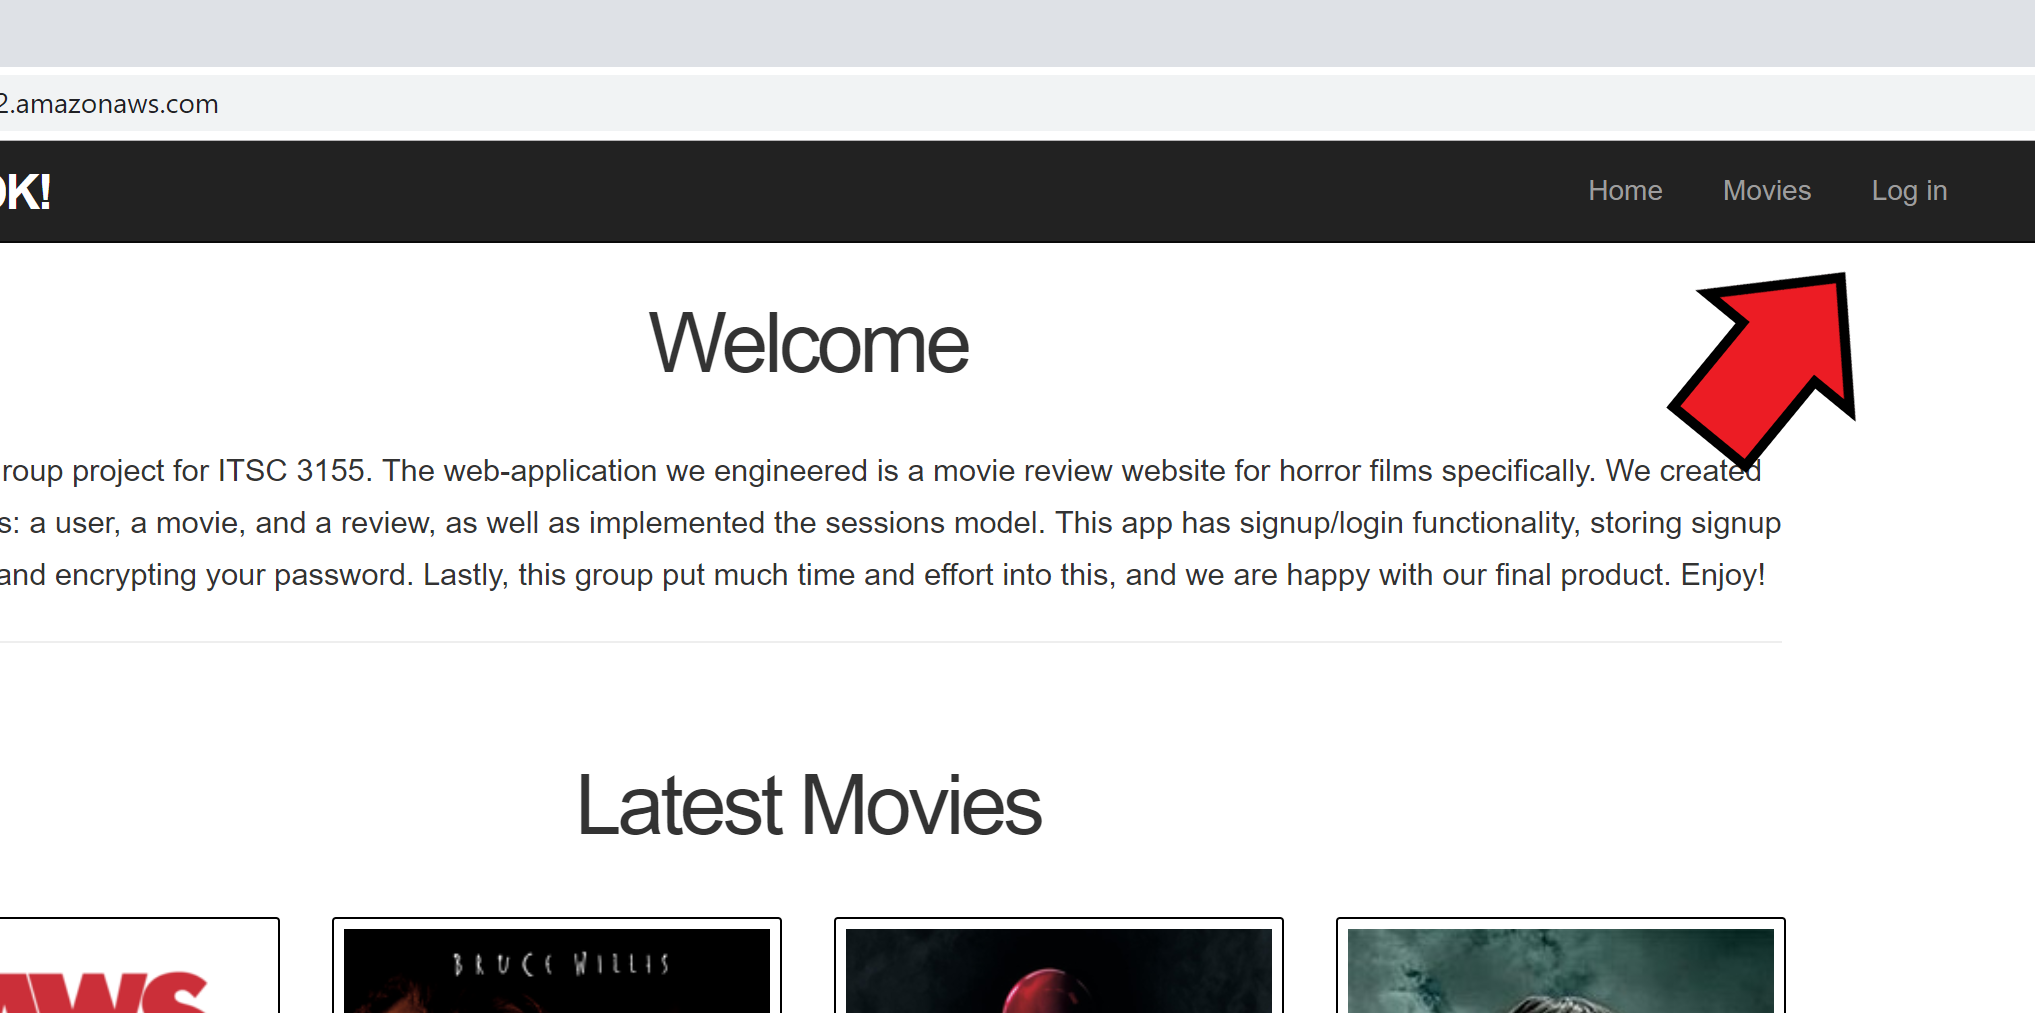 2.amazonaws.com
OK!
Home Movies Log in
Welcome
roup project for ITSC 3155. The web-application we engineered is a movie review website for horror films specifically. We created
s: a user, a movie, and a review, as well as implemented the sessions model. This app has signup/login functionality, storing signup
and encrypting your password. Lastly, this group put much time and effort into this, and we are happy with our final product. Enjoy!
Latest Movies
AWS
BRUCE WILLIS